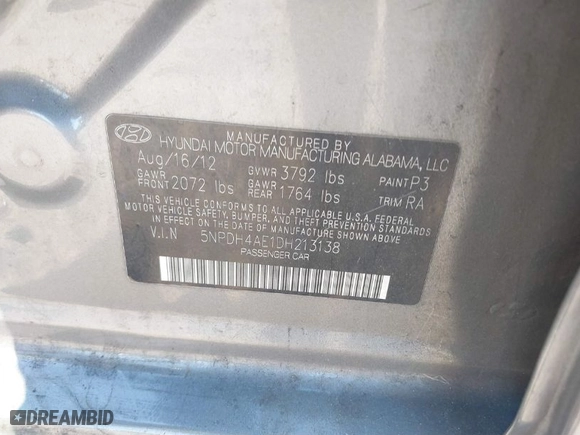 MANUFACTURED BY
HYUNDAI MOTOR MANUFACTURING ALABAMA, LLC
Aug/16/12 GVWR 3792 lbs PAINT P3
GAWR FRONT 2072 lbs GAWR REAR 1764 lbs TRIM RA
THIS VEHICLE CONFORMS TO ALL APPLICABLE U.S.A. FEDERAL
MOTOR VEHICLE SAFETY, BUMPER, AND THEFT PREVENTION STANDARDS
IN EFFECT ON THE DATE OF MANUFACTURE SHOWN ABOVE.
V.I.N 5NPDH4AE1DH213138
PASSENGER CAR
DREAMBID